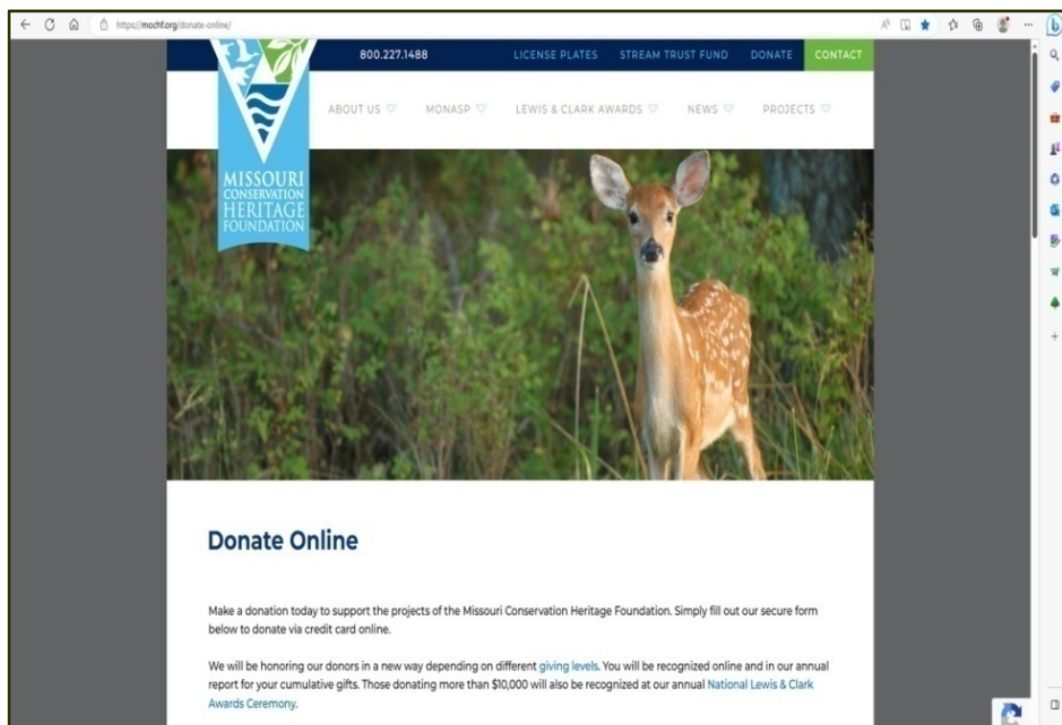 https://mochf.org/donate-online/
800.227.1488 LICENSE PLATES STREAM TRUST FUND DONATE CONTACT
ABOUT US MONASP LEWIS & CLARK AWARDS NEWS PROJECTS
MISSOURI
CONSERVATION
HERITAGE
FOUNDATION
Donate Online
Make a donation today to support the projects of the Missouri Conservation Heritage Foundation. Simply fill out our secure form
below to donate via credit card online.
We will be honoring our donors in a new way depending on different giving levels. You will be recognized online and in our annual
report for your cumulative gifts. Those donating more than $10,000 will also be recognized at our annual National Lewis & Clark
Awards Ceremony.